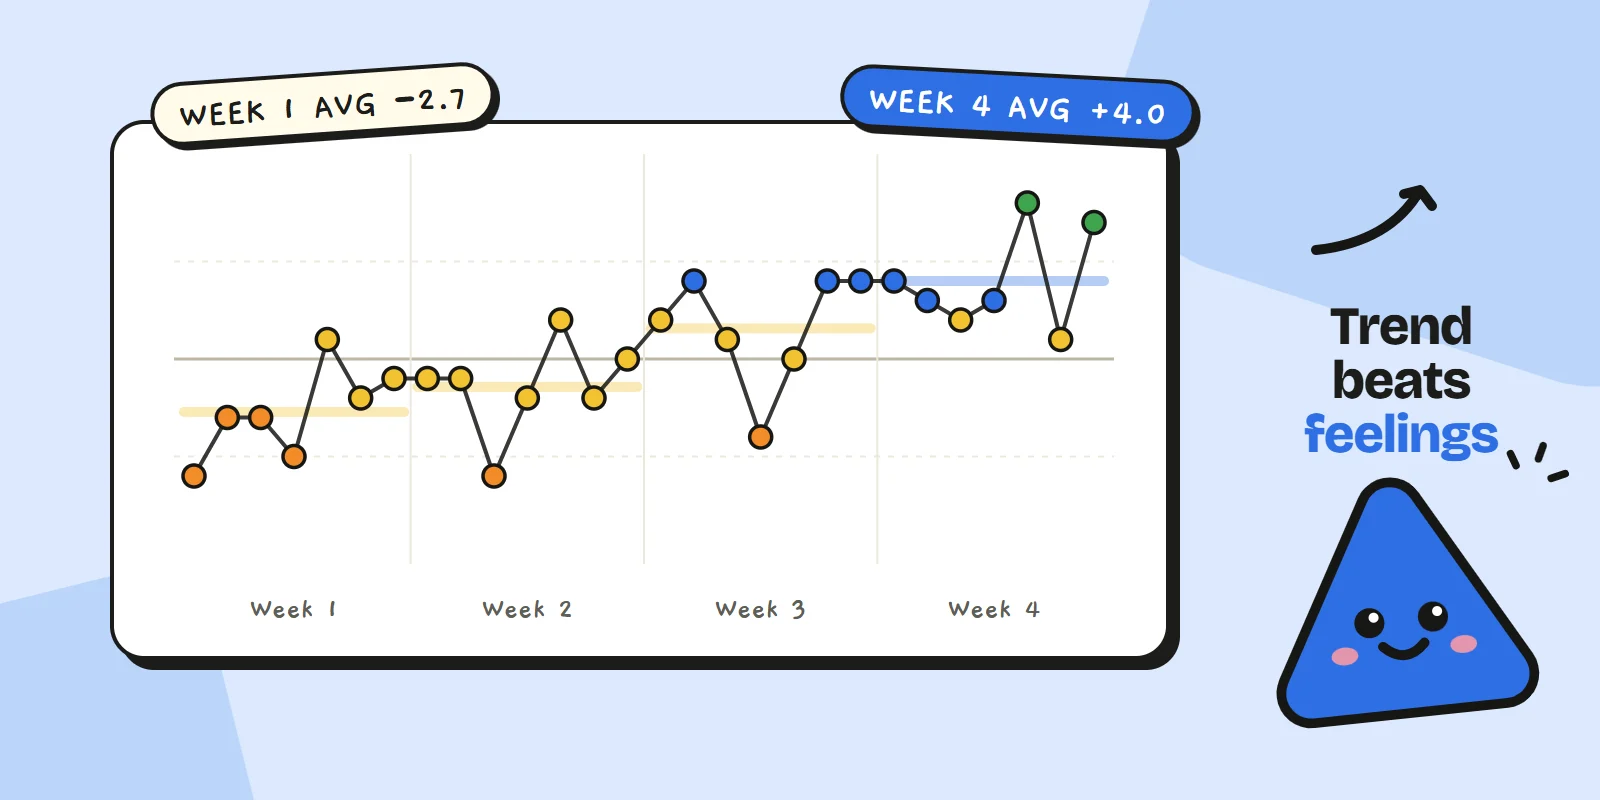 WEEK 1 AVG −2.7
WEEK 4 AVG +4.0
Week 1
Week 2
Week 3
Week 4
Trend
beats
feelings